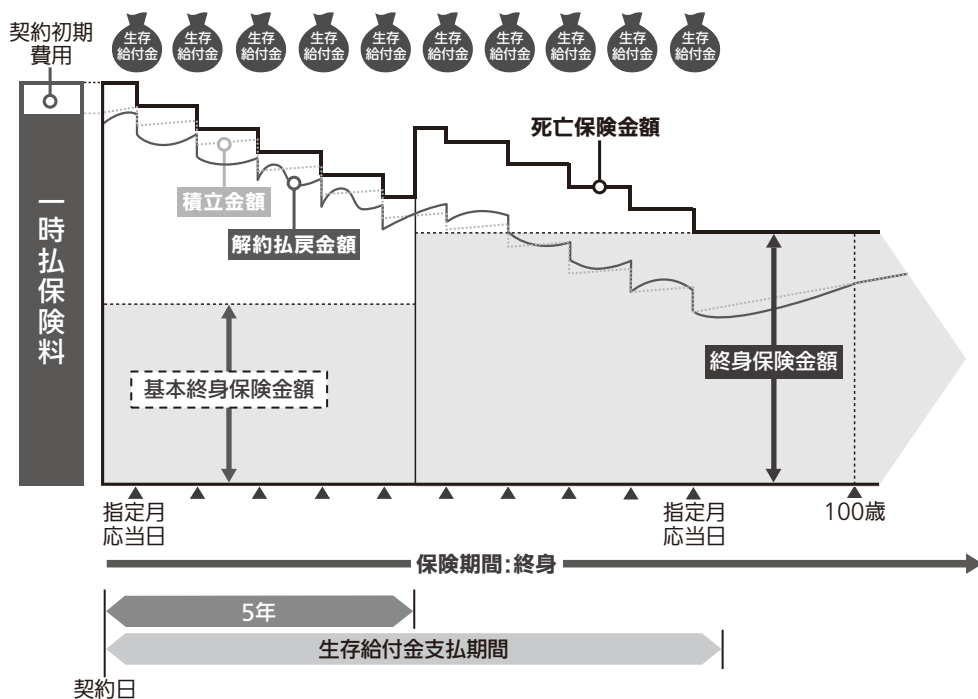 契約初期
費用
生存
給付金
生存
給付金
生存
給付金
生存
給付金
生存
給付金
生存
給付金
生存
給付金
生存
給付金
生存
給付金
生存
給付金
一時払保険料
死亡保険金額
積立金額
解約払戻金額
基本終身保険金額
終身保険金額
指定月
応当日
指定月
応当日
100歳
保険期間:終身
5年
生存給付金支払期間
契約日